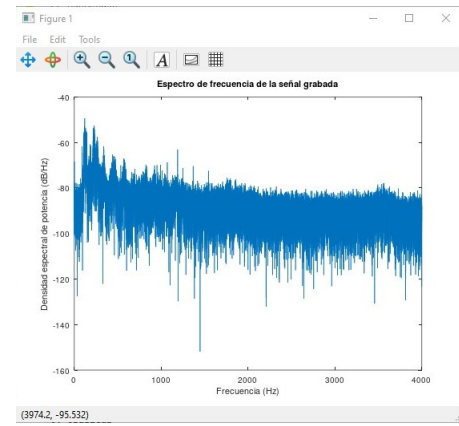 Figure 1
File Edit Tools
A
Espectro de frecuencia de la señal grabada
-40
-60
-80
-100
-120
-140
-160
Densidad espectral de potencia (dB/Hz)
0 1000 2000 3000 4000
Frecuencia (Hz)
(3974.2, -95.532)